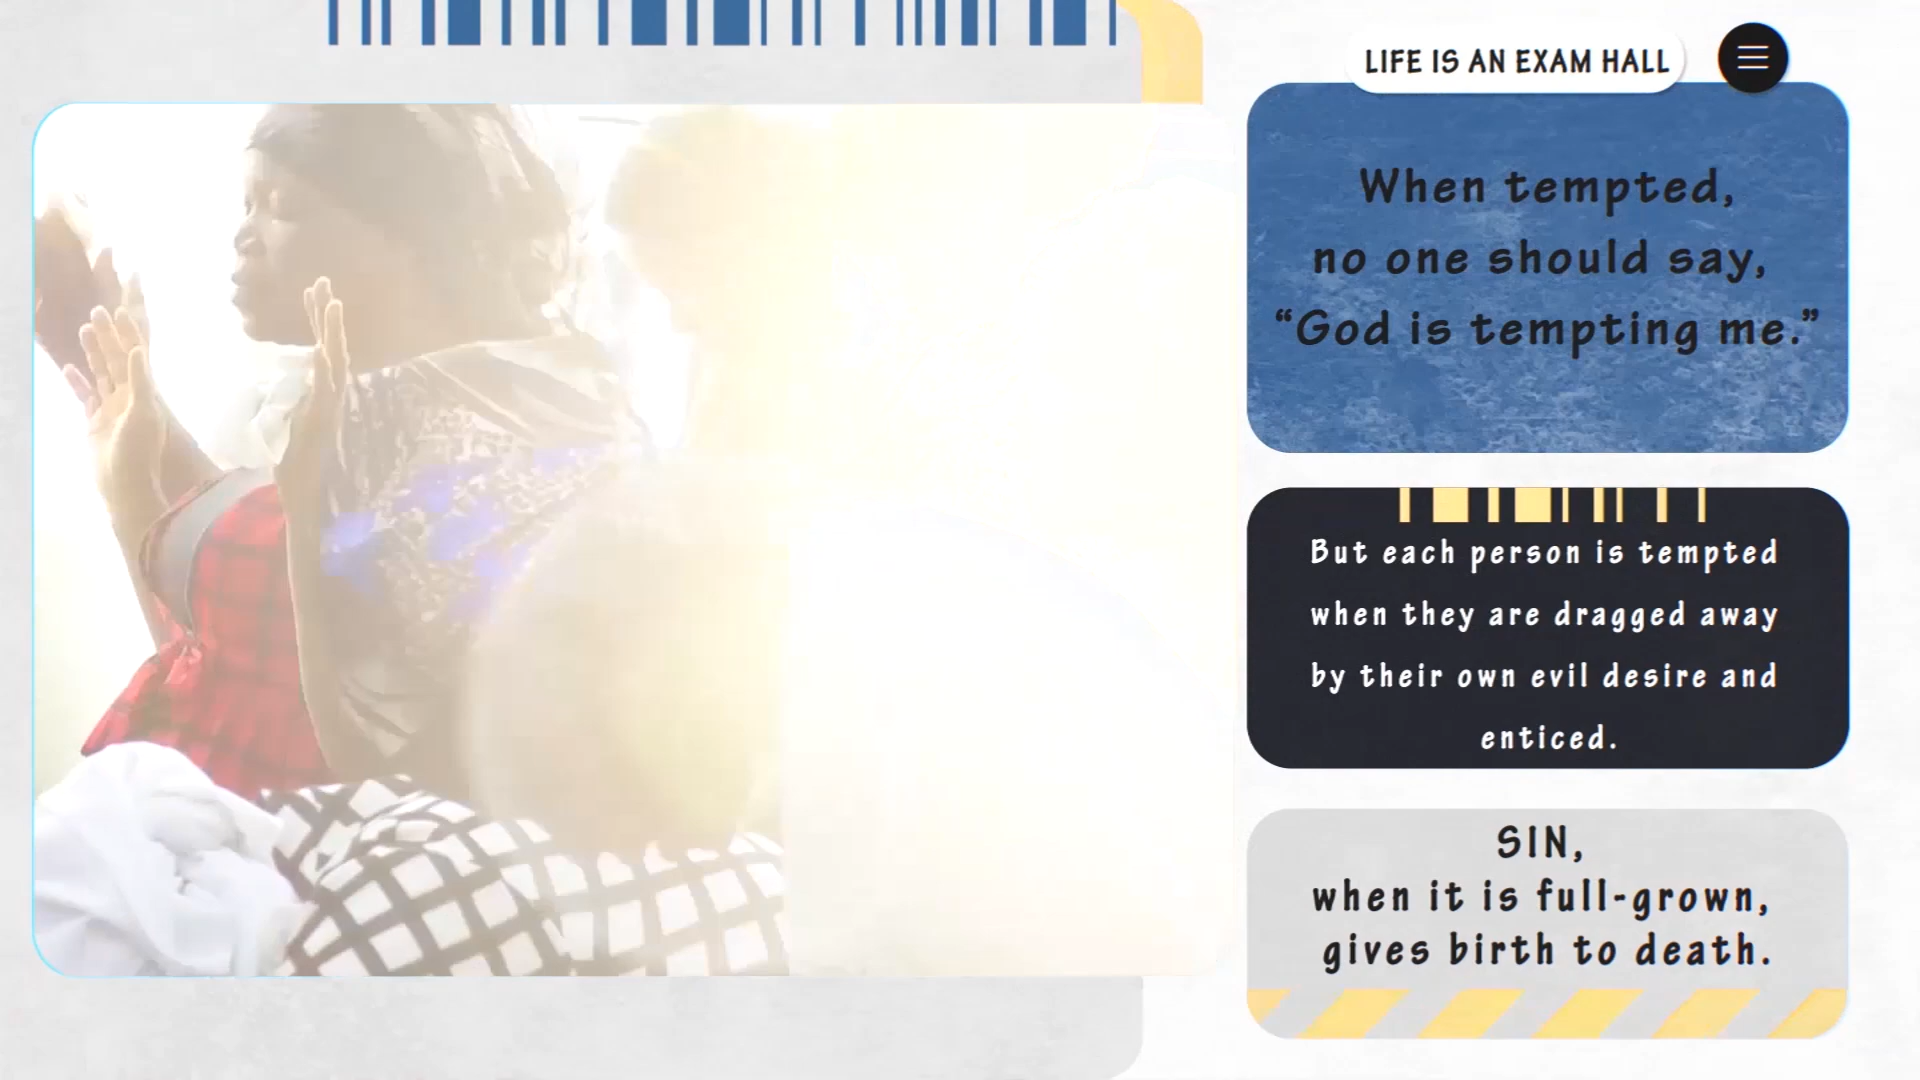 LIFE IS AN EXAM HALL
When tempted,
no one should say,
“God is tempting me.”
But each person is tempted
when they are dragged away
by their own evil desire and
enticed.
SIN,
when it is full-grown,
gives birth to death.